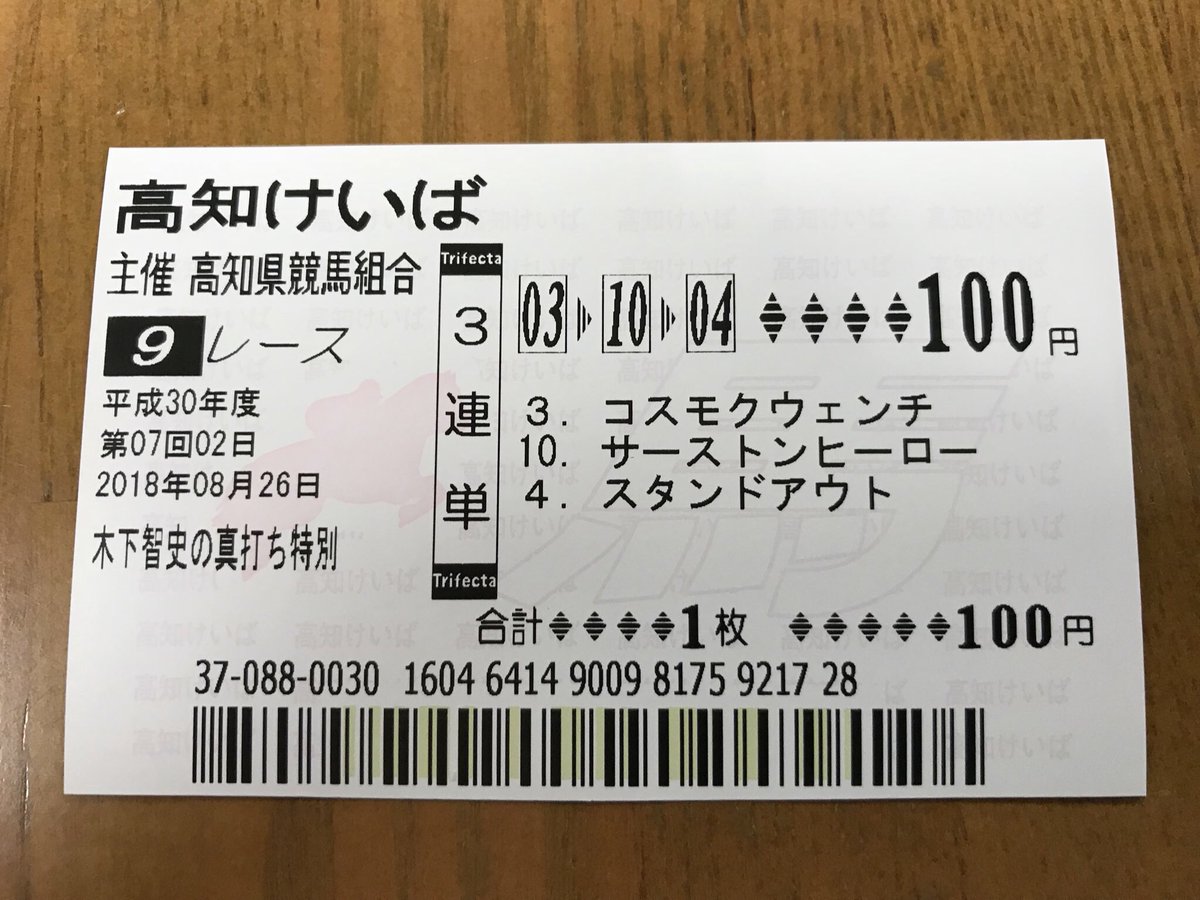 高知けいば
主催 高知県競馬組合
9レース
平成30年度
第07回02日
2018年08月26日
木下智史の真打ち特別
Trifecta
3連単
Trifecta
03 10 04 100円
3. コスモクウェンチ
10. サーストンヒーロー
4. スタンドアウト
合計 1枚 100円
37-088-0030 1604 6414 9009 8175 9217 28